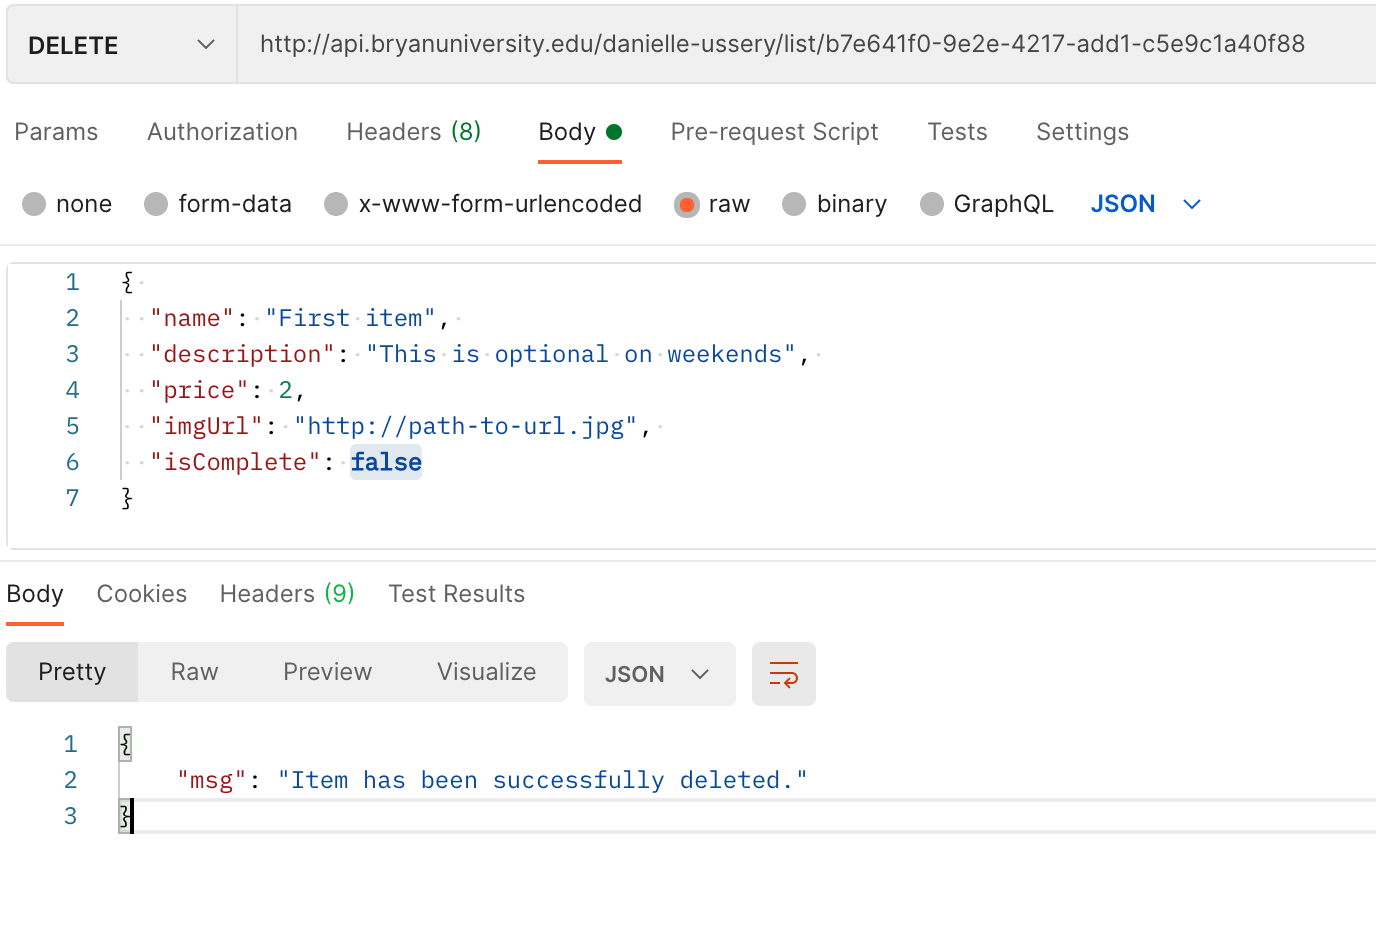 DELETE http://api.bryanuniversity.edu/danielle-ussery/list/b7e641f0-9e2e-4217-add1-c5e9c1a40f88
Params Authorization Headers (8) Body Pre-request Script Tests Settings
none form-data x-www-form-urlencoded raw binary GraphQL JSON
1 {
2 "name": "First item",
3 "description": "This is optional on weekends",
4 "price": 2,
5 "imgUrl": "http://path-to-url.jpg",
6 "isComplete": false
7 }
Body Cookies Headers (9) Test Results
Pretty Raw Preview Visualize JSON
1 {
2 "msg": "Item has been successfully deleted."
3 }